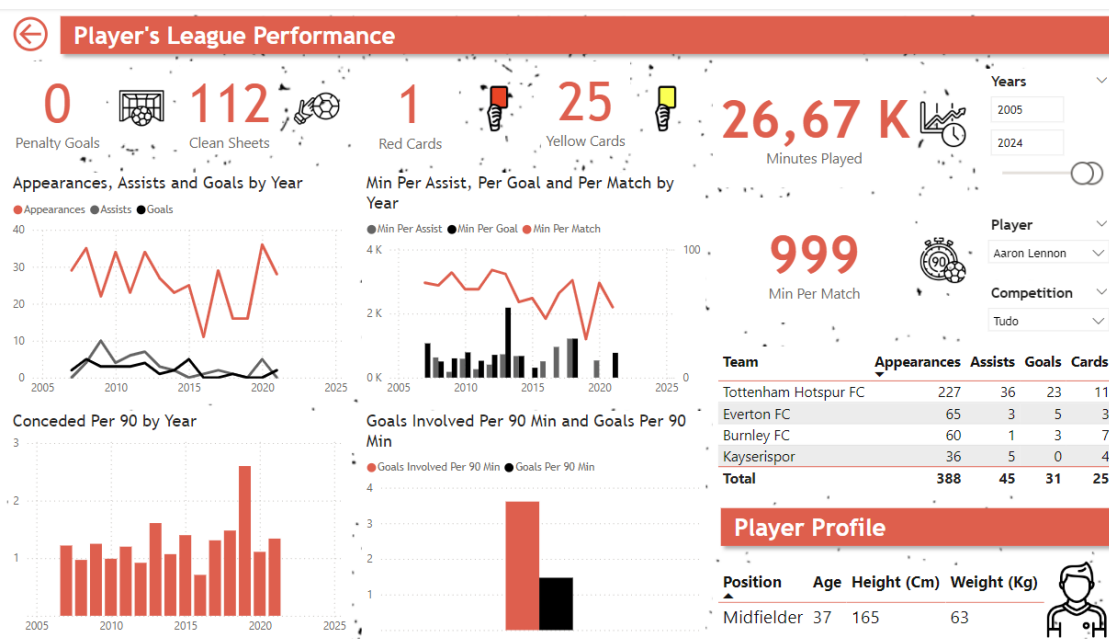 Player's League Performance
0
Penalty Goals
112
Clean Sheets
1
Red Cards
25
Yellow Cards
26,67 K
Minutes Played
Years
2005
2024
Appearances, Assists and Goals by Year
Appearances Assists Goals
40
30
20
10
0
2005 2010 2015 2020 2025
Min Per Assist, Per Goal and Per Match by
Year
Min Per Assist Min Per Goal Min Per Match
4 K 100
2 K
0 K 0
2005 2010 2015 2020 2025
999
Min Per Match
90
Player
Aaron Lennon
Competition
Tudo
Team Appearances Assists Goals Cards
Tottenham Hotspur FC 227 36 23 11
Everton FC 65 3 5 3
Burnley FC 60 1 3 7
Kayserispor 36 5 0 4
Total 388 45 31 25
Conceded Per 90 by Year
3
2
1
2005 2010 2015 2020 2025
Goals Involved Per 90 Min and Goals Per 90
Min
Goals Involved Per 90 Min Goals Per 90 Min
4
3
2
1
Player Profile
Position Age Height (Cm) Weight (Kg)
Midfielder 37 165 63